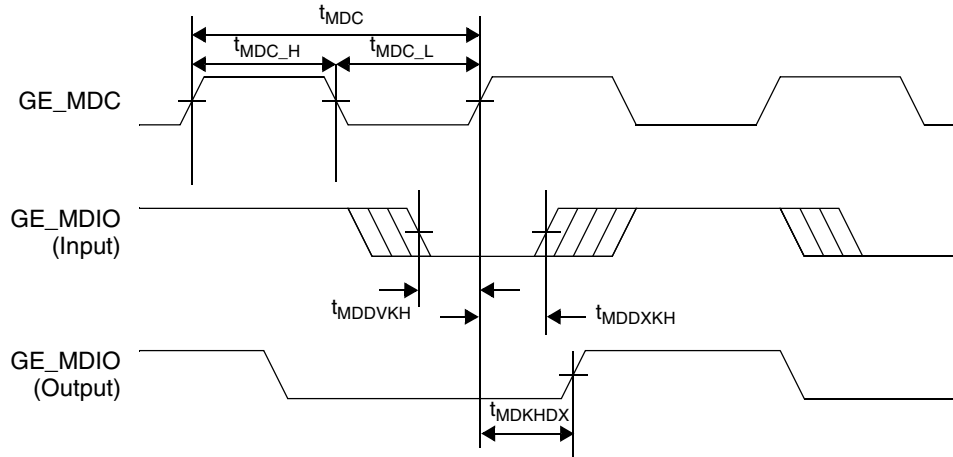 tMDC
tMDC_H
tMDC_L
GE_MDC
GE_MDIO
(Input)
tMDDVKH
tMDDXKH
GE_MDIO
(Output)
tMDKHDX